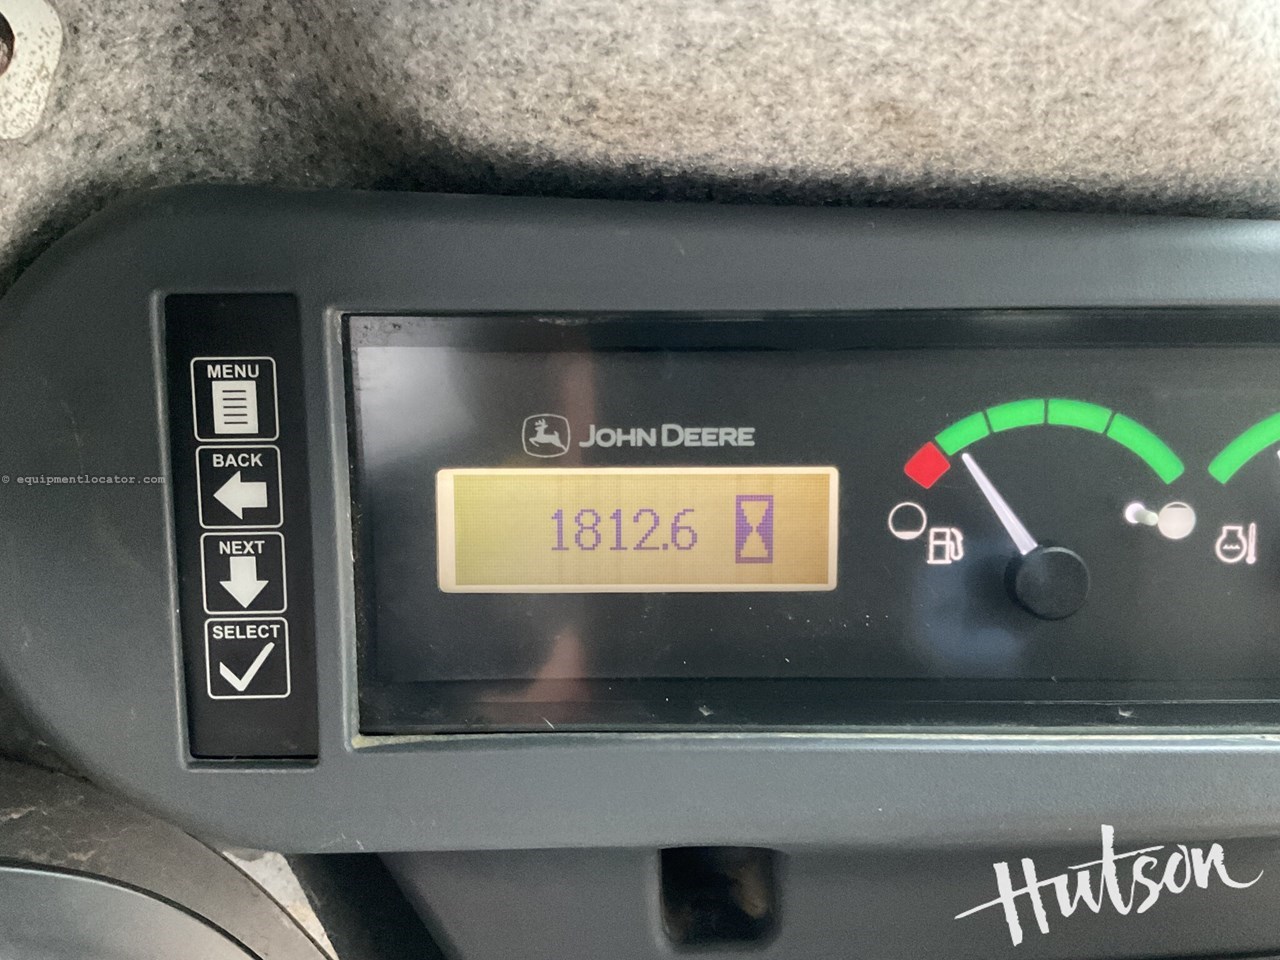 MENU
BACK
NEXT
SELECT
JOHN DEERE
1812.6
© equipmentlocator.com
Hutson